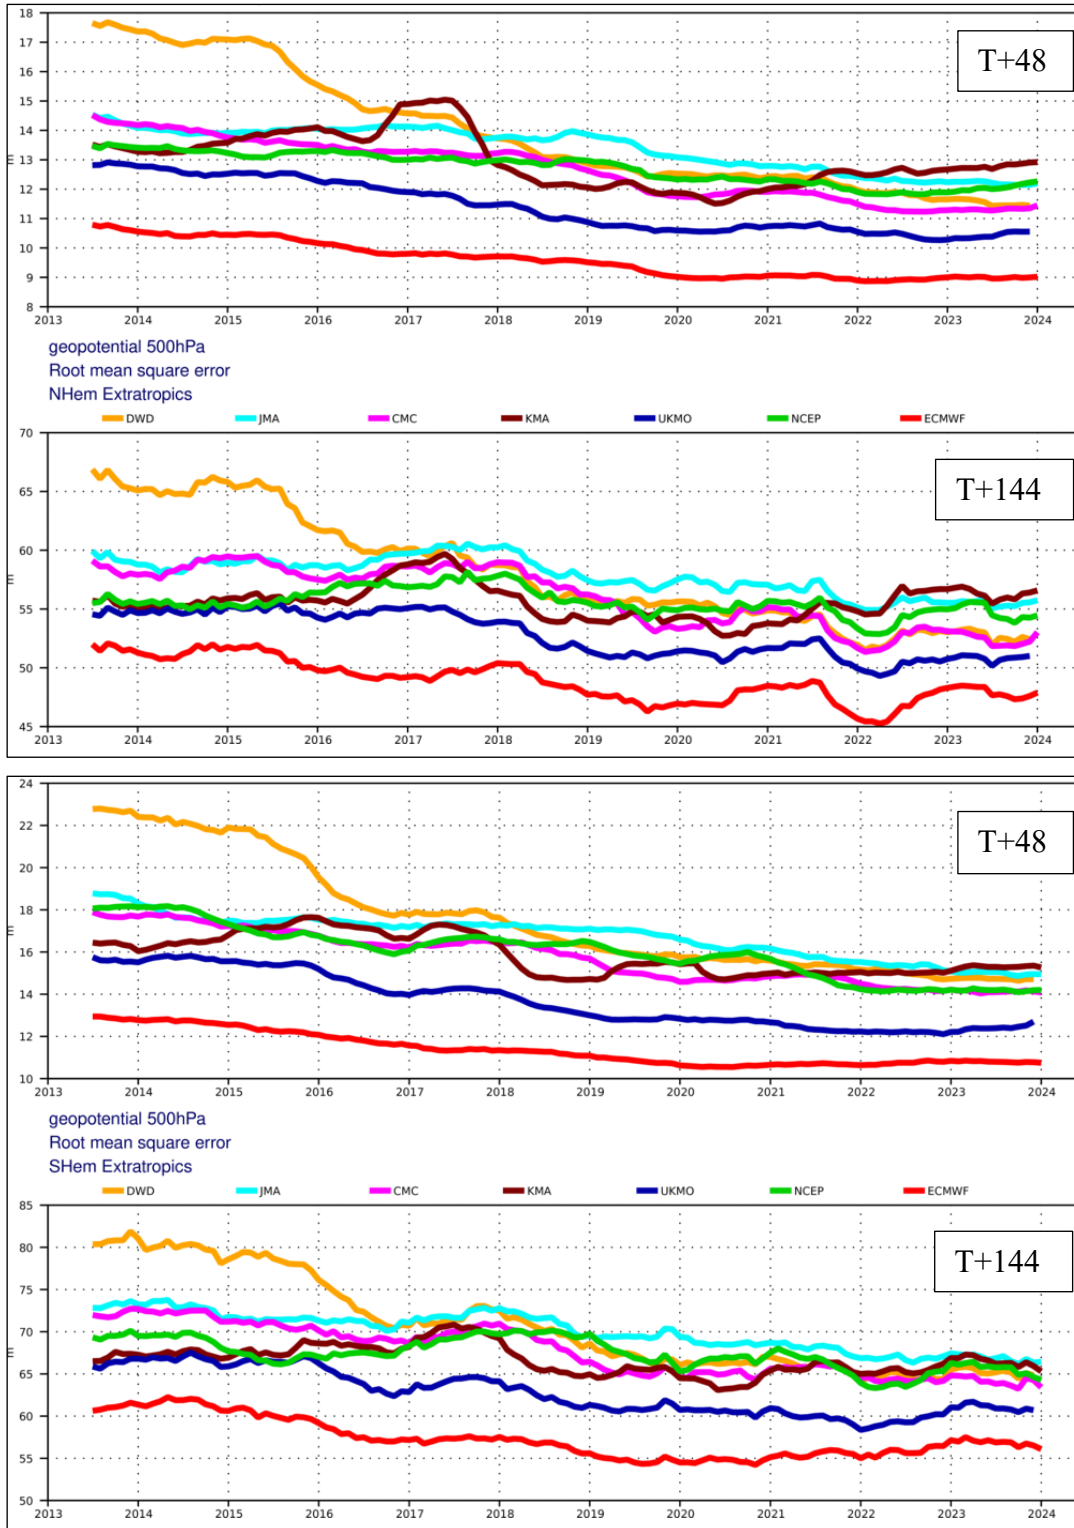 18
17
16
15
14
13
12
11
10
9
8
m
T+48
2013 2014 2015 2016 2017 2018 2019 2020 2021 2022 2023 2024
geopotential 500hPa
Root mean square error
NHem Extratropics
DWD JMA CMC KMA UKMO NCEP ECMWF
70
65
60
55
50
45
m
T+144
2013 2014 2015 2016 2017 2018 2019 2020 2021 2022 2023 2024
24
22
20
18
16
14
12
10
m
T+48
2013 2014 2015 2016 2017 2018 2019 2020 2021 2022 2023 2024
geopotential 500hPa
Root mean square error
SHem Extratropics
DWD JMA CMC KMA UKMO NCEP ECMWF
85
80
75
70
65
60
55
50
m
T+144
2013 2014 2015 2016 2017 2018 2019 2020 2021 2022 2023 2024